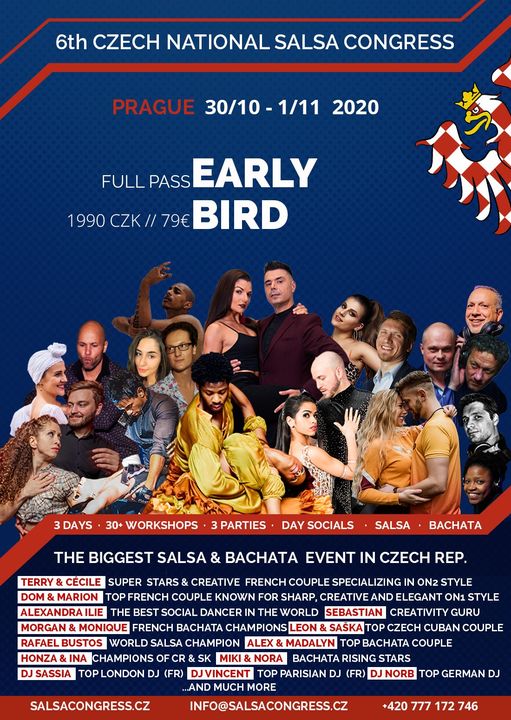 6th CZECH NATIONAL SALSA CONGRESS
PRAGUE 30/10 - 1/11 2020
FULL PASS EARLY
1990 CZK // 79€ BIRD
3 DAYS · 30+ WORKSHOPS · 3 PARTIES · DAY SOCIALS · SALSA · BACHATA
THE BIGGEST SALSA & BACHATA EVENT IN CZECH REP.
TERRY & CÉCILE SUPER STARS & CREATIVE FRENCH COUPLE SPECIALIZING IN ON2 STYLE
DOM & MARION TOP FRENCH COUPLE KNOWN FOR SHARP, CREATIVE AND ELEGANT ON1 STYLE
ALEXANDRA ILIE THE BEST SOCIAL DANCER IN THE WORLD SEBASTIAN CREATIVITY GURU
MORGAN & MONIQUE FRENCH BACHATA CHAMPIONS LEON & SAŠKA TOP CZECH CUBAN COUPLE
RAFAEL BUSTOS WORLD SALSA CHAMPION ALEX & MADALYN TOP BACHATA COUPLE
HONZA & INA CHAMPIONS OF CR & SK MIKI & NORA BACHATA RISING STARS
DJ SASSIA TOP LONDON DJ (FR) DJ VINCENT TOP PARISIAN DJ (FR) DJ NORB TOP GERMAN DJ
...AND MUCH MORE
SALSACONGRESS.CZ INFO@SALSACONGRESS.CZ +420 777 172 746